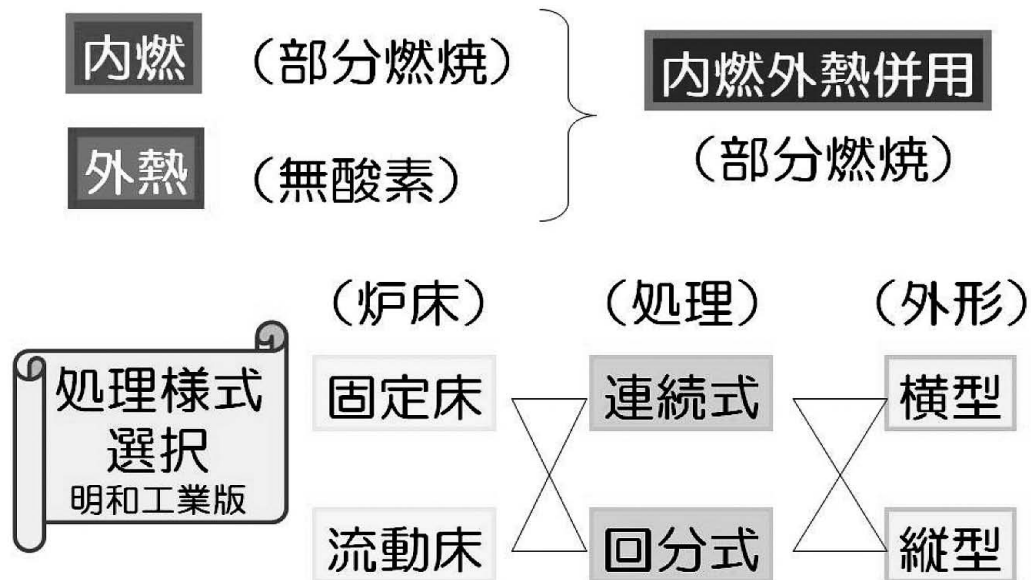 内燃 (部分燃焼)
外熱 (無酸素)
内燃外熱併用
(部分燃焼)
(炉床) (処理) (外形)
処理様式
選択
明和工業版
固定床 連続式 横型
流動床 回分式 縦型